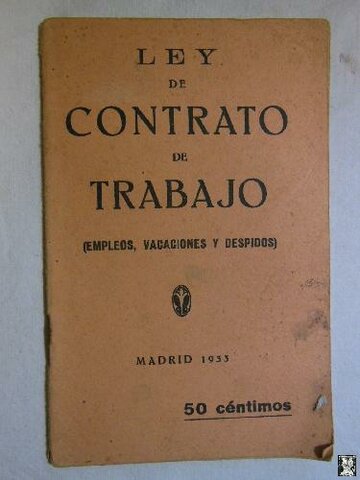 LEY
DE
CONTRATO
DE
TRABAJO
(EMPLEOS, VACACIONES Y DESPIDOS)
MADRID 1933
50 céntimos